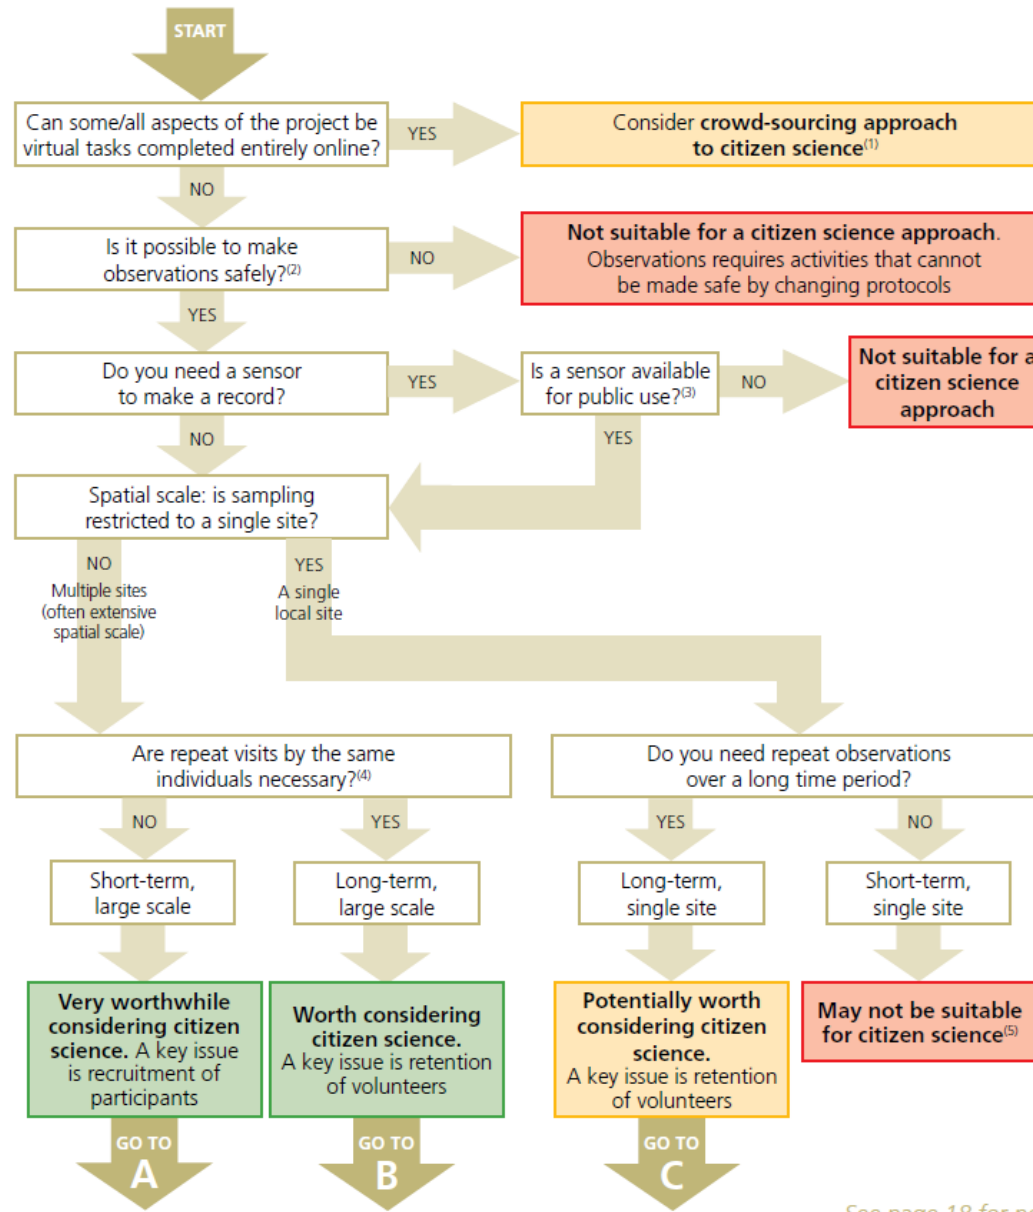 START
Can some/all aspects of the project be
virtual tasks completed entirely online?
YES
Consider crowd-sourcing approach
to citizen science(1)
NO
Is it possible to make
observations safely?(2)
NO
Not suitable for a citizen science approach.
Observations requires activities that cannot
be made safe by changing protocols
YES
Do you need a sensor
to make a record?
YES
Is a sensor available
for public use?(3)
NO
Not suitable for a
citizen science
approach
NO
YES
Spatial scale: is sampling
restricted to a single site?
NO
Multiple sites
(often extensive
spatial scale)
YES
A single
local site
Are repeat visits by the same
individuals necessary?(4)
Do you need repeat observations
over a long time period?
NO
YES
YES
NO
Short-term,
large scale
Long-term,
large scale
Long-term,
single site
Short-term,
single site
Very worthwhile
considering citizen
science. A key issue
is recruitment of
participants
Worth considering
citizen science.
A key issue is retention
of volunteers
Potentially worth
considering citizen
science.
A key issue is retention
of volunteers
May not be suitable
for citizen science(5)
GO TO
A
GO TO
B
GO TO
C